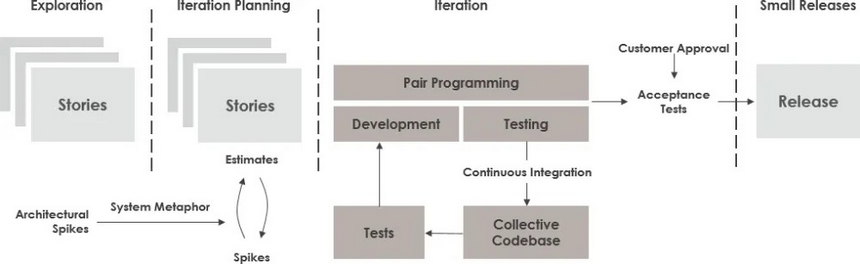 Exploration
Iteration Planning
Iteration
Small Releases
Stories
Stories
Estimates
Architectural
Spikes
System Metaphor
Spikes
Pair Programming
Development
Testing
Continuous Integration
Tests
Collective
Codebase
Customer Approval
Acceptance
Tests
Release